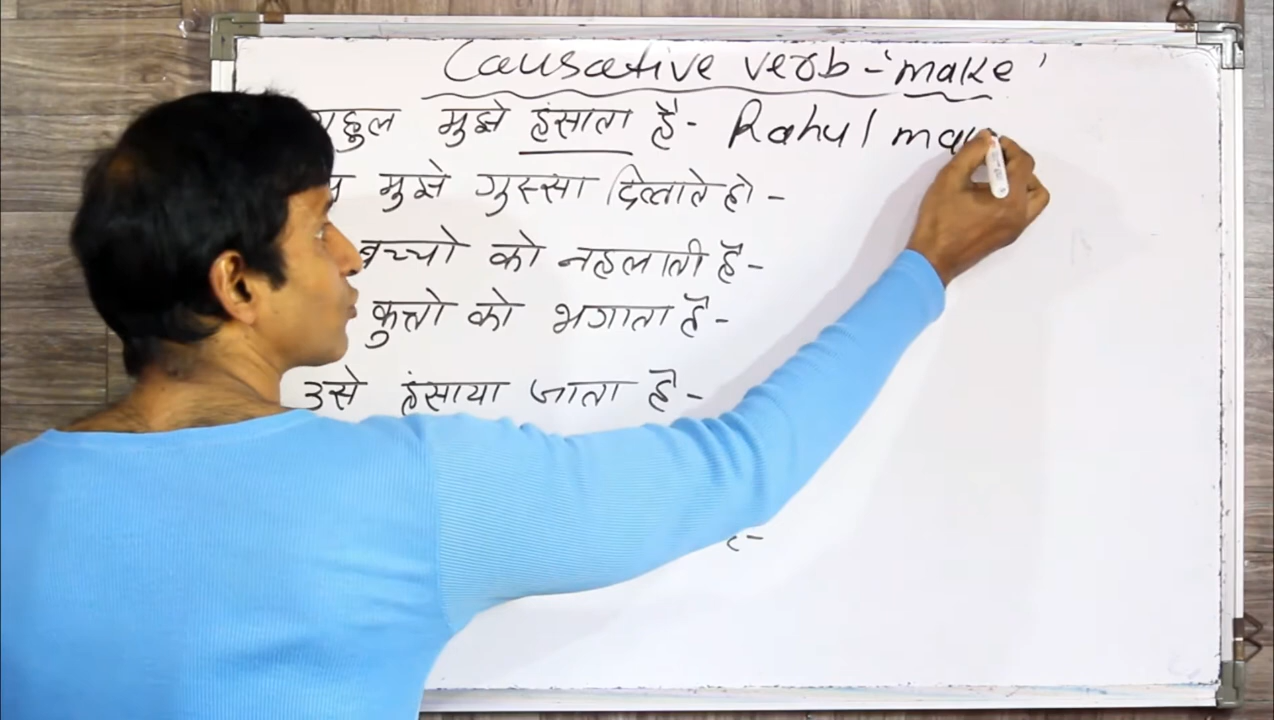 Causative verb - 'make'
मुझे हंसाता है - Rahul ma
मुझे गुस्सा दिलाते हो -
बच्चो को नहलाती है -
कुत्तो को भगाता है -
उसे हंसाया जाता है -